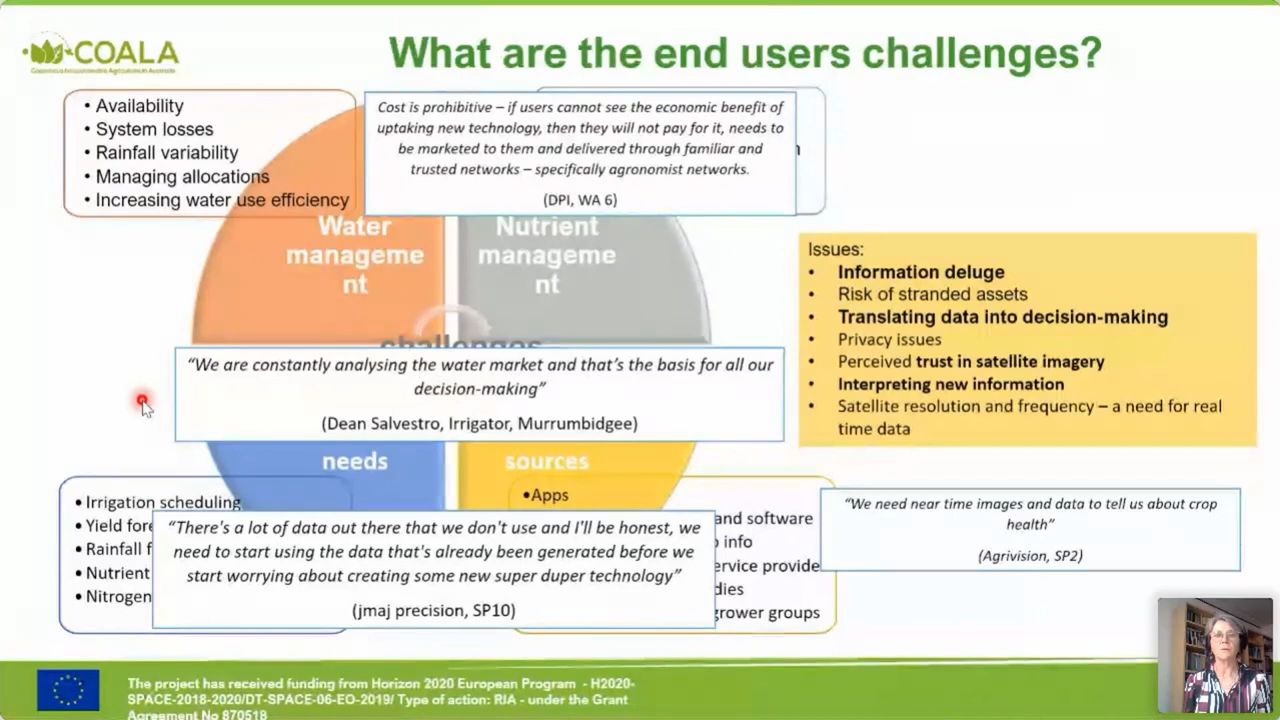 COALA
What are the end users challenges?
• Availability
• System losses
• Rainfall variability
• Managing allocations
• Increasing water use efficiency
Cost is prohibitive – if users cannot see the economic benefit of
uptaking new technology, then they will not pay for it, needs to
be marketed to them and delivered through familiar and
trusted networks – specifically agronomist networks.
(DPI, WA 6)
Water
manageme
nt
Nutrient
manageme
nt
challenges
Issues:
• Information deluge
• Risk of stranded assets
• Translating data into decision-making
• Privacy issues
• Perceived trust in satellite imagery
• Interpreting new information
• Satellite resolution and frequency – a need for real
time data
“We are constantly analysing the water market and that’s the basis for all our
decision-making”
(Dean Salvestro, Irrigator, Murrumbidgee)
needs
sources
• Irrigation scheduling
• Yield fore
• Rainfall f
• Nutrient
• Nitrogen
“There's a lot of data out there that we don't use and I'll be honest, we
need to start using the data that's already been generated before we
start worrying about creating some new super duper technology”
(jmaj precision, SP10)
•Apps
and software
info
ervice provide
dies
grower groups
“We need near time images and data to tell us about crop
health”
(Agrivision, SP2)
The project has received funding from Horizon 2020 European Program - H2020-
SPACE-2018-2020/DT-SPACE-06-EO-2019/ Type of action: RIA - under the Grant
Agreement No 870518